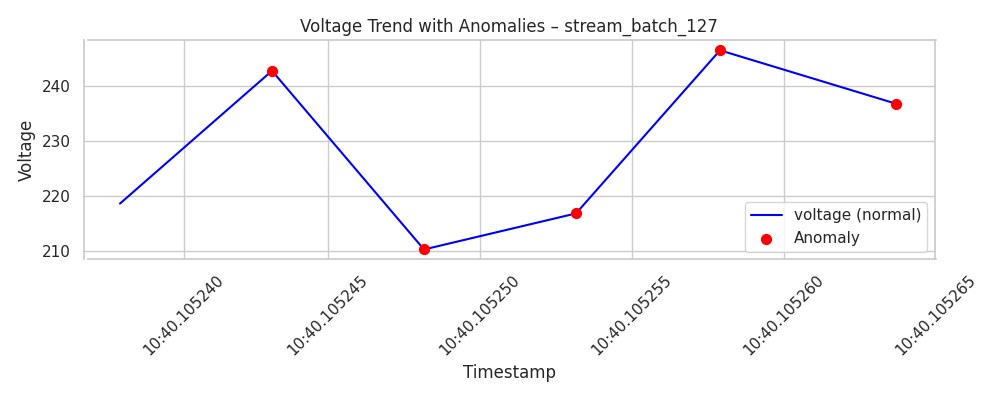 Voltage Trend with Anomalies – stream_batch_127
Voltage
240
230
220
210
voltage (normal)
Anomaly
10:40.105240
10:40.105245
10:40.105250
10:40.105255
10:40.105260
10:40.105265
Timestamp